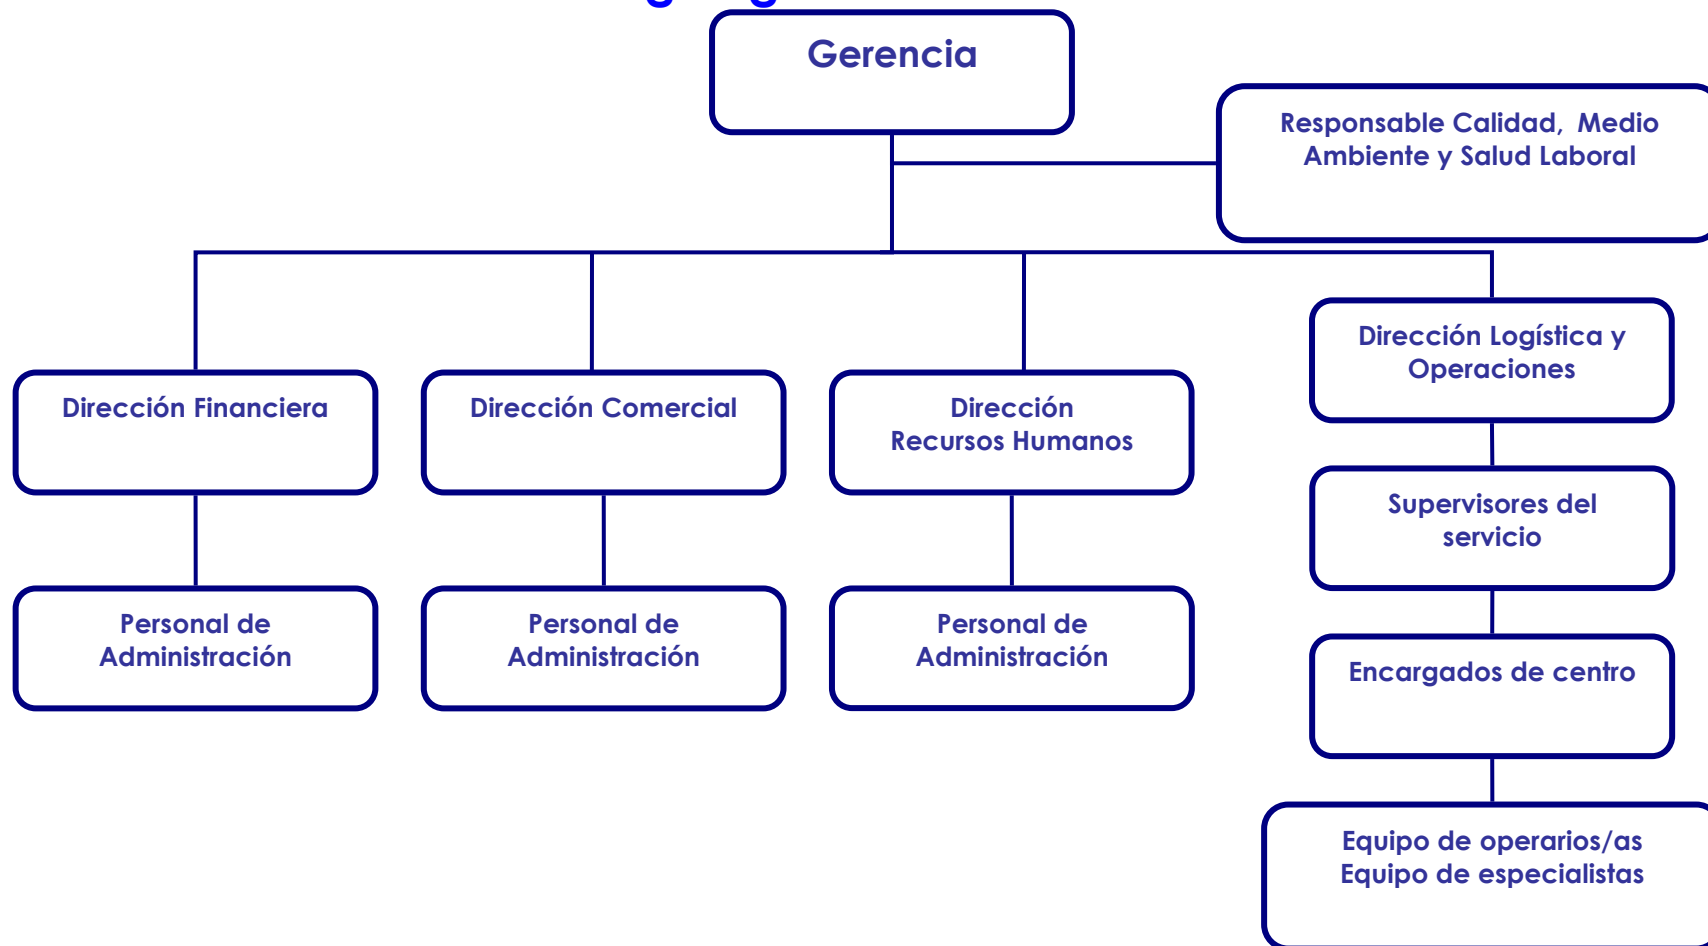 Gerencia
Responsable Calidad, Medio
Ambiente y Salud Laboral
Dirección Logística y
Operaciones
Dirección Financiera
Dirección Comercial
Dirección
Recursos Humanos
Supervisores del
servicio
Personal de
Administración
Personal de
Administración
Personal de
Administración
Encargados de centro
Equipo de operarios/as
Equipo de especialistas